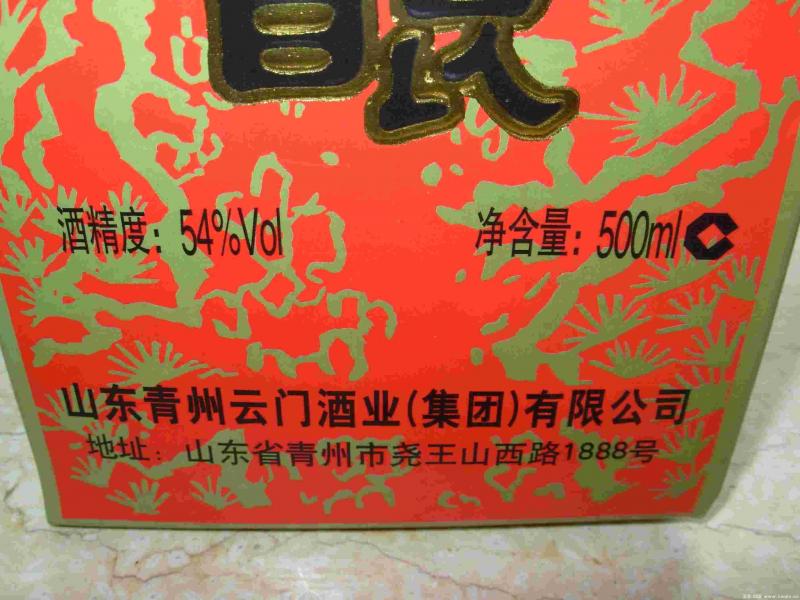 酒精度: 54%Vol 净含量: 500ml
山东青州云门酒业(集团)有限公司
地址: 山东省青州市尧王山西路1888号